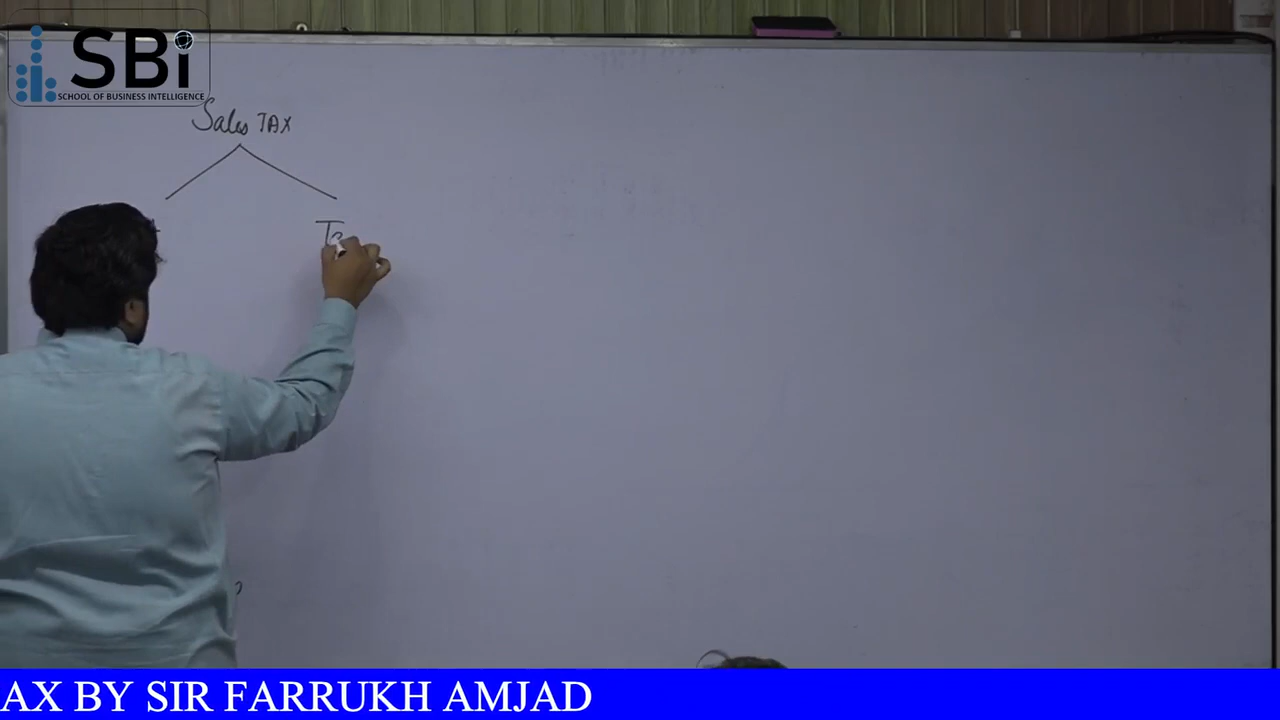 SBi
SCHOOL OF BUSINESS INTELLIGENCE
Sales TAX
AX BY SIR FARRUKH AMJAD